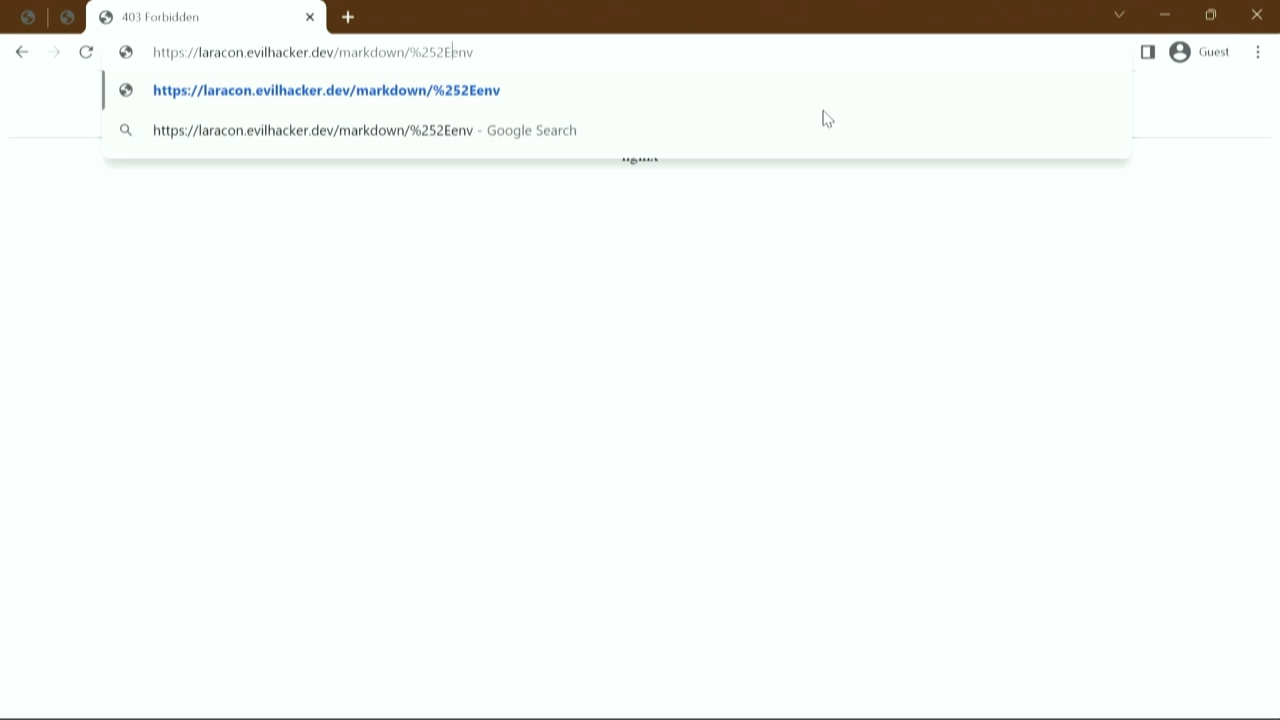 403 Forbidden
https://laracon.evilhacker.dev/markdown/%252Eenv
Guest
https://laracon.evilhacker.dev/markdown/%252Eenv
https://laracon.evilhacker.dev/markdown/%252Eenv - Google Search